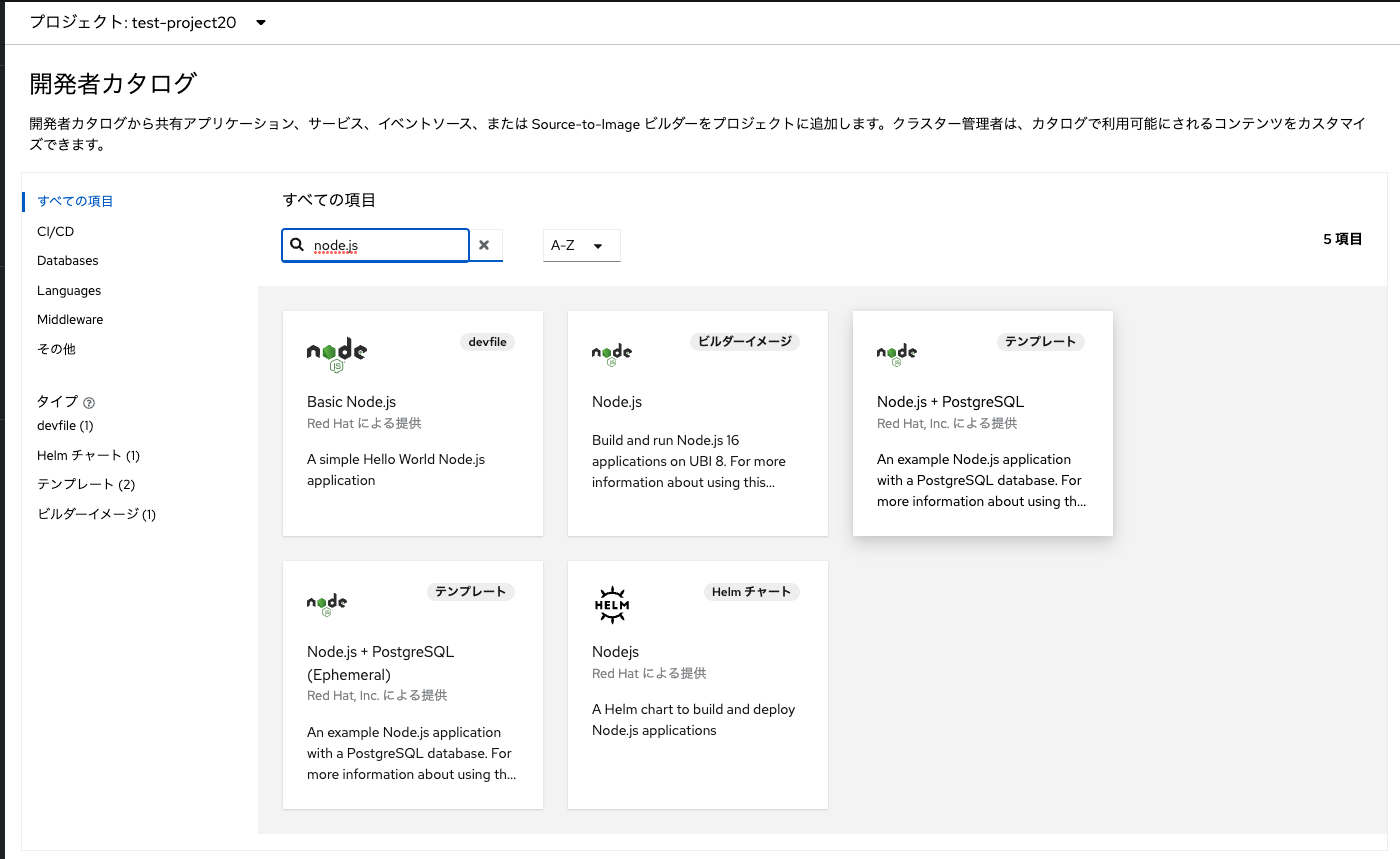 プロジェクト: test-project20
開発者カタログ
開発者カタログから共有アプリケーション、サービス、イベントソース、または Source-to-Image ビルダーをプロジェクトに追加します。クラスター管理者は、カタログで利用可能にされるコンテンツをカスタマイ
ズできます。
すべての項目
CI/CD
Databases
Languages
Middleware
その他
タイプ
devfile (1)
Helm チャート (1)
テンプレート (2)
ビルダーイメージ (1)
すべての項目
node.js
A-Z
5 項目
node
JS
devfile
Basic Node.js
Red Hat による提供
A simple Hello World Node.js
application
node
JS
ビルダーイメージ
Node.js
Build and run Node.js 16
applications on UBI 8. For more
information about using this...
node
JS
テンプレート
Node.js + PostgreSQL
Red Hat, Inc. による提供
An example Node.js application
with a PostgreSQL database. For
more information about using th...
node
JS
テンプレート
Node.js + PostgreSQL
(Ephemeral)
Red Hat, Inc. による提供
An example Node.js application
with a PostgreSQL database. For
more information about using th...
HELM
Helm チャート
Nodejs
Red Hat による提供
A Helm chart to build and deploy
Node.js applications